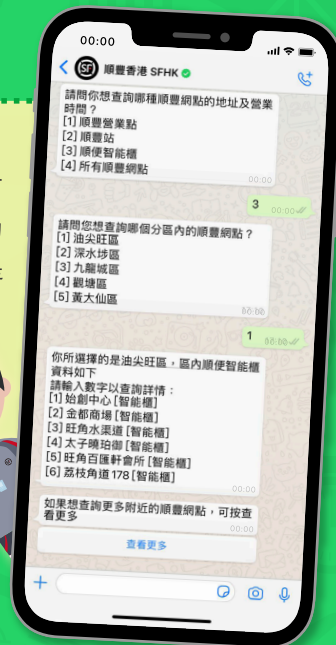 00:00
SF 順豐香港 SFHK
請問你想查詢哪種順豐網點的地址及營業
時間？
[1] 順豐營業點
[2] 順豐站
[3] 順便智能櫃
[4] 所有順豐網點
00:00
3 00:00
請問您想查詢哪個分區內的順豐網點？
[1] 油尖旺區
[2] 深水埗區
[3] 九龍城區
[4] 觀塘區
[5] 黃大仙區
00:00
1 00:00
你所選擇的是油尖旺區，區內順便智能櫃
資料如下
請輸入數字以查詢詳情：
[1] 始創中心 [智能櫃]
[2] 金都商場 [智能櫃]
[3] 旺角水渠道 [智能櫃]
[4] 太子曉珀御 [智能櫃]
[5] 旺角百匯軒會所 [智能櫃]
[6] 荔枝角道 178 [智能櫃]
00:00
如果想查詢更多附近的順豐網點，可按查
看更多
00:00
查看更多